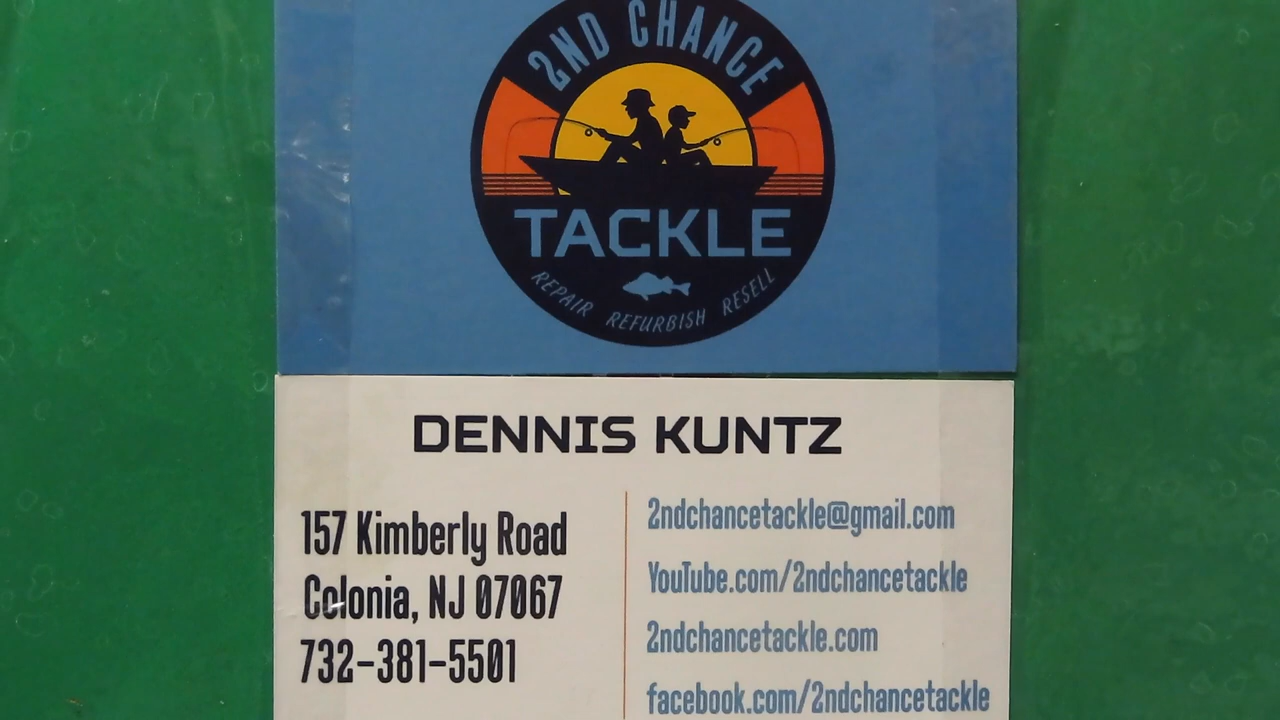 2ND CHANCE
TACKLE
REPAIR REFURBISH RESELL
DENNIS KUNTZ
157 Kimberly Road
Colonia, NJ 07067
732-381-5501
2ndchancetackle@gmail.com
YouTube.com/2ndchancetackle
2ndchancetackle.com
facebook.com/2ndchancetackle